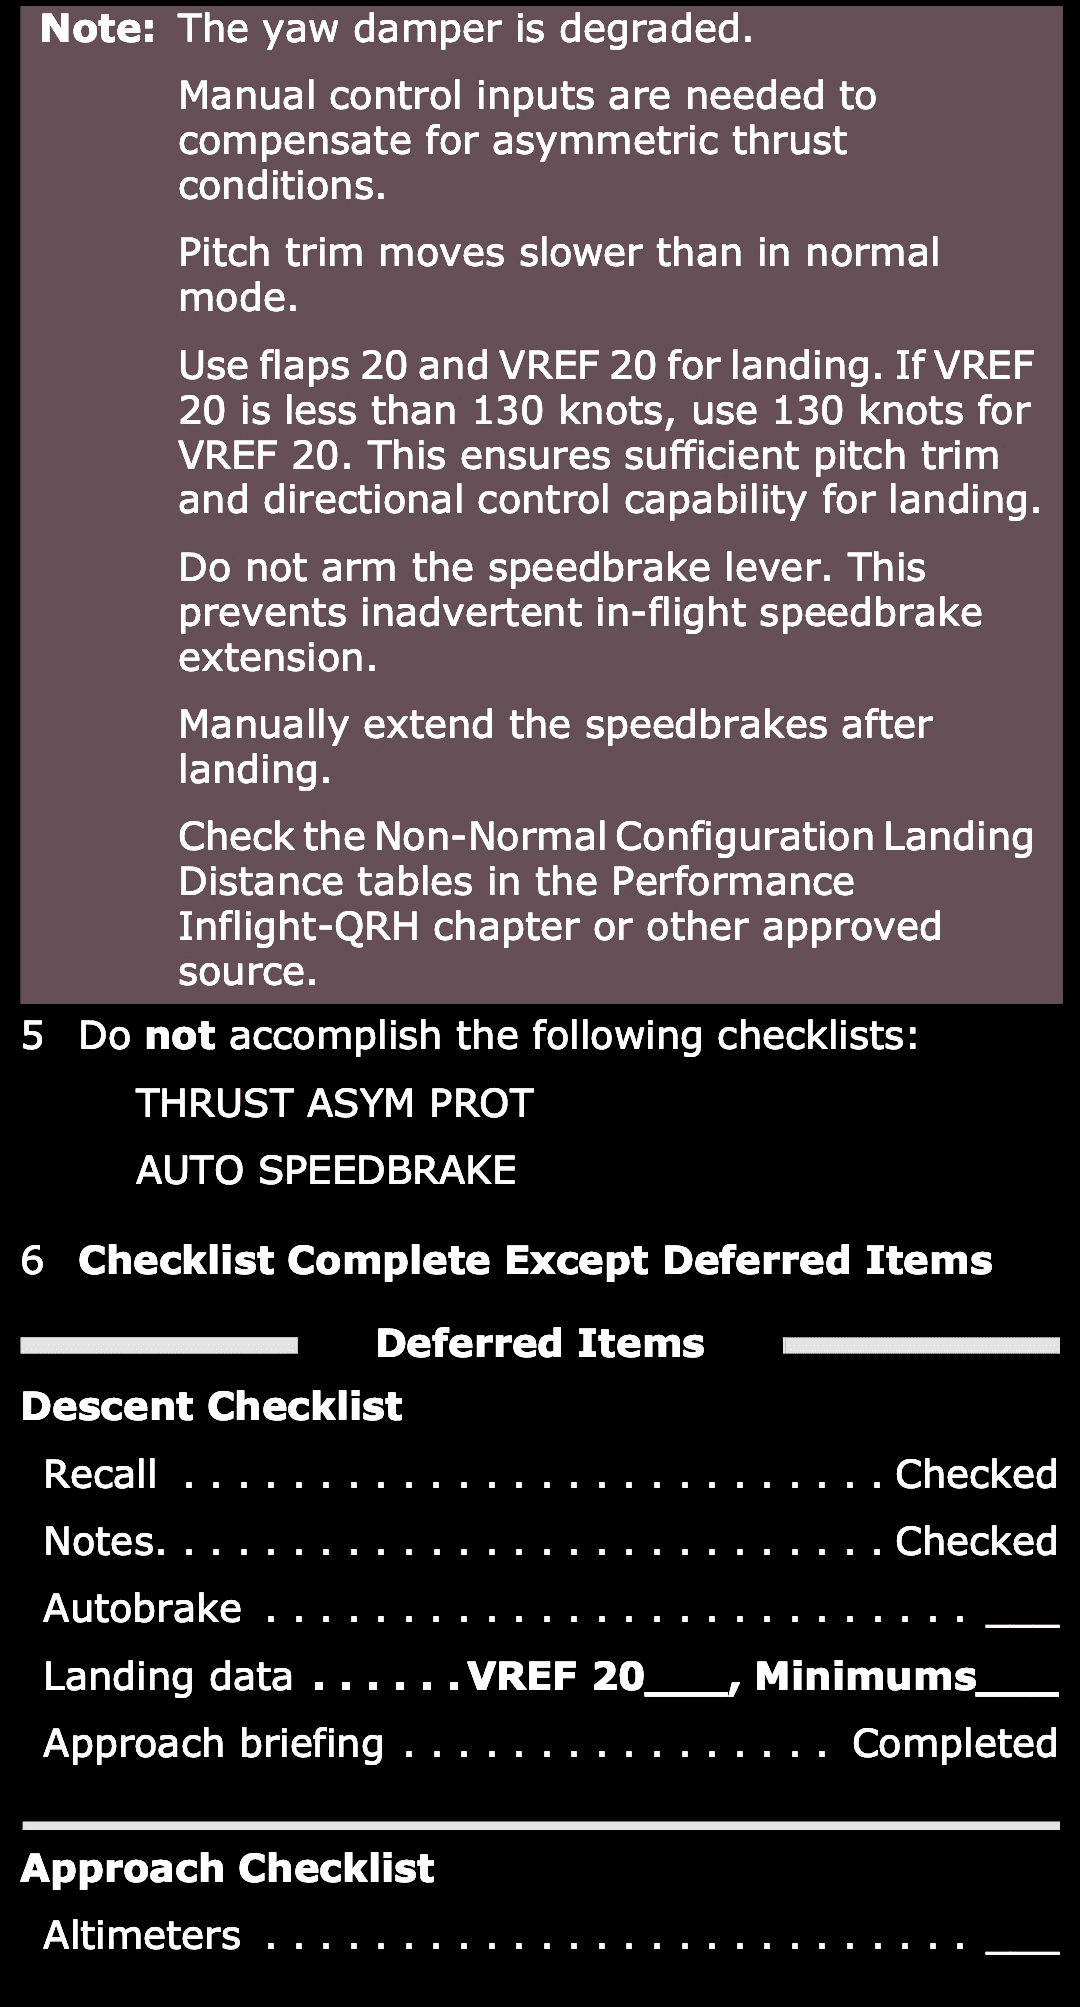 Note: The yaw damper is degraded.
Manual control inputs are needed to
compensate for asymmetric thrust
conditions.
Pitch trim moves slower than in normal
mode.
Use flaps 20 and VREF 20 for landing. If VREF
20 is less than 130 knots, use 130 knots for
VREF 20. This ensures sufficient pitch trim
and directional control capability for landing.
Do not arm the speedbrake lever. This
prevents inadvertent in-flight speedbrake
extension.
Manually extend the speedbrakes after
landing.
Check the Non-Normal Configuration Landing
Distance tables in the Performance
Inflight-QRH chapter or other approved
source.
5 Do not accomplish the following checklists:
THRUST ASYM PROT
AUTO SPEEDBRAKE
6 Checklist Complete Except Deferred Items
Deferred Items
Descent Checklist
Recall . . . . . . . . . . . . . . . . . . . . . . . . . . Checked
Notes. . . . . . . . . . . . . . . . . . . . . . . . . . . Checked
Autobrake . . . . . . . . . . . . . . . . . . . . . . . . . . ___
Landing data . . . . . . VREF 20___, Minimums___
Approach briefing . . . . . . . . . . . . . . . . Completed
Approach Checklist
Altimeters . . . . . . . . . . . . . . . . . . . . . . . . . . ___